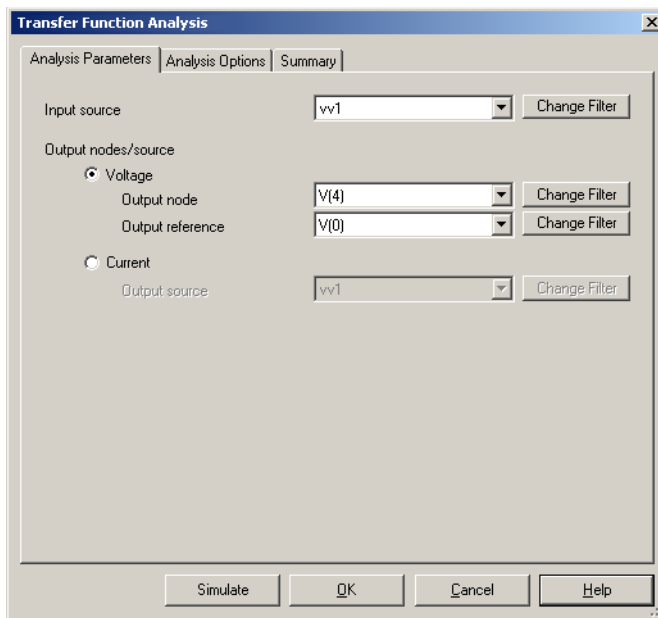 Transfer Function Analysis
Analysis Parameters Analysis Options Summary
Input source vv1 Change Filter
Output nodes/source
Voltage
Output node V(4) Change Filter
Output reference V(0) Change Filter
Current
Output source vv1 Change Filter
Simulate OK Cancel Help